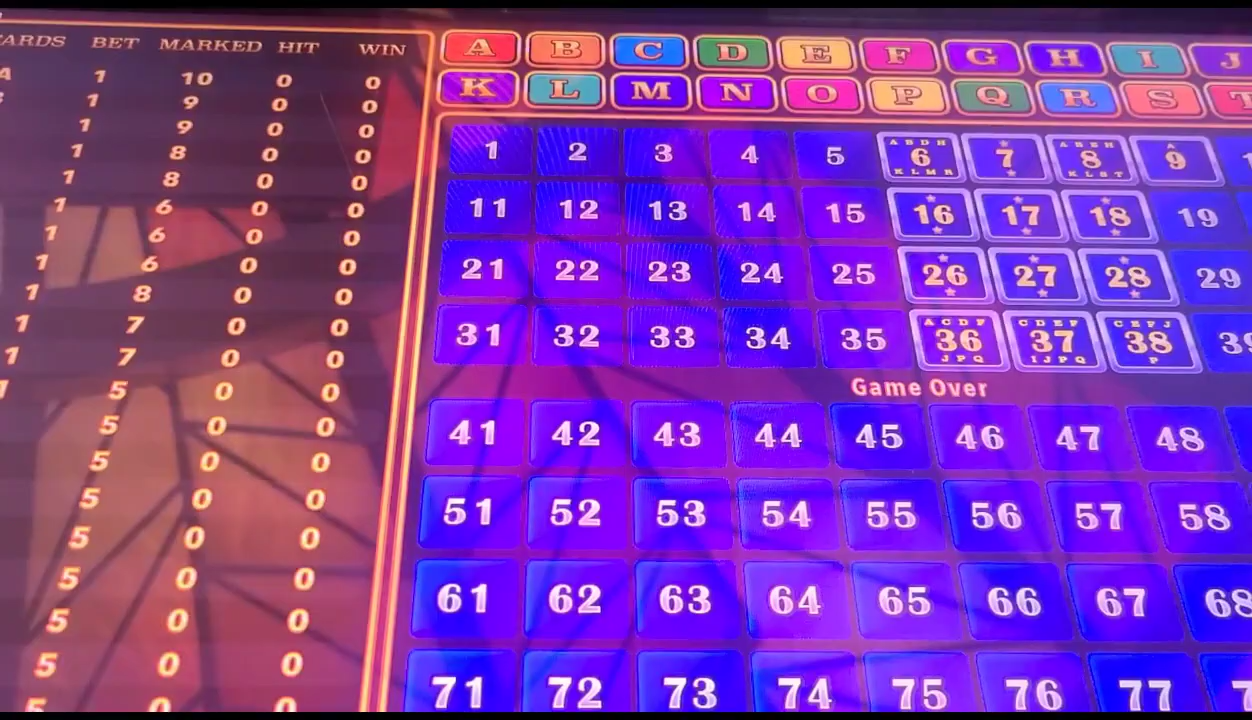 CARDS BET MARKED HIT WIN
A B C D E F G H I J
K L M N O P Q R S T
A 1 10 0 0
1 9 0 0
1 9 0 0
1 8 0 0
1 8 0 0
1 6 0 0
1 6 0 0
1 6 0 0
1 8 0 0
1 7 0 0
1 7 0 0
1 5 0 0
5 0 0
5 0 0
5 0 0
5 0 0
5 0 0
5 0 0
5 0 0
5 0 0
1 2 3 4 5 6 7 8 9
A B D H
K L M R
A B E H
K L S T
A
11 12 13 14 15 16 17 18 19
21 22 23 24 25 26 27 28 29
31 32 33 34 35 36 37 38 39
A C D F
J P Q
C D E F
I J P Q
C E F J
P
Game Over
41 42 43 44 45 46 47 48
51 52 53 54 55 56 57 58
61 62 63 64 65 66 67 68
71 72 73 74 75 76 77